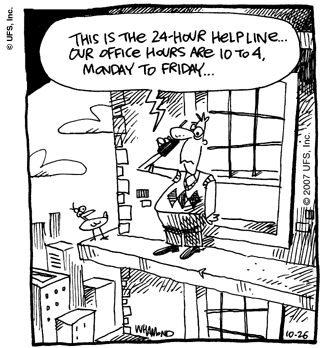 © UFS, Inc.
THIS IS THE 24-HOUR HELPLINE...
OUR OFFICE HOURS ARE 10 TO 4,
MONDAY TO FRIDAY...
© 2007 UFS, Inc.
WHAMOND
10-26